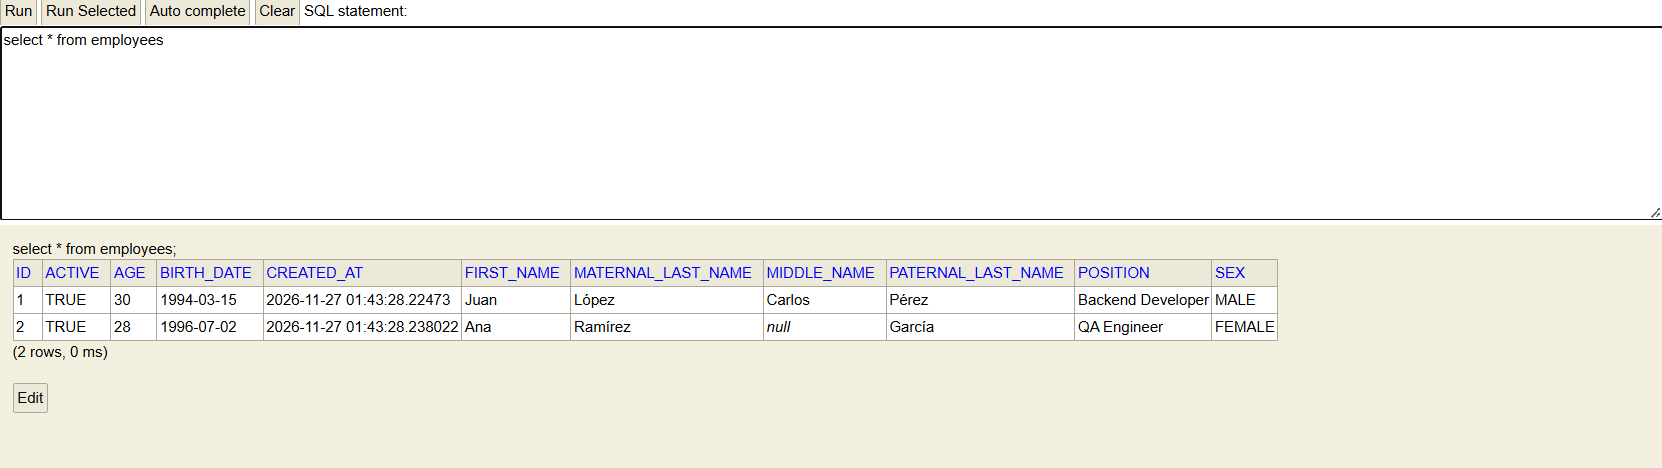 Run Run Selected Auto complete Clear SQL statement:
select * from employees
select * from employees;
ID ACTIVE AGE BIRTH_DATE CREATED_AT FIRST_NAME MATERNAL_LAST_NAME MIDDLE_NAME PATERNAL_LAST_NAME POSITION SEX
1 TRUE 30 1994-03-15 2026-11-27 01:43:28.22473 Juan López Carlos Pérez Backend Developer MALE
2 TRUE 28 1996-07-02 2026-11-27 01:43:28.238022 Ana Ramírez null García QA Engineer FEMALE
(2 rows, 0 ms)
Edit